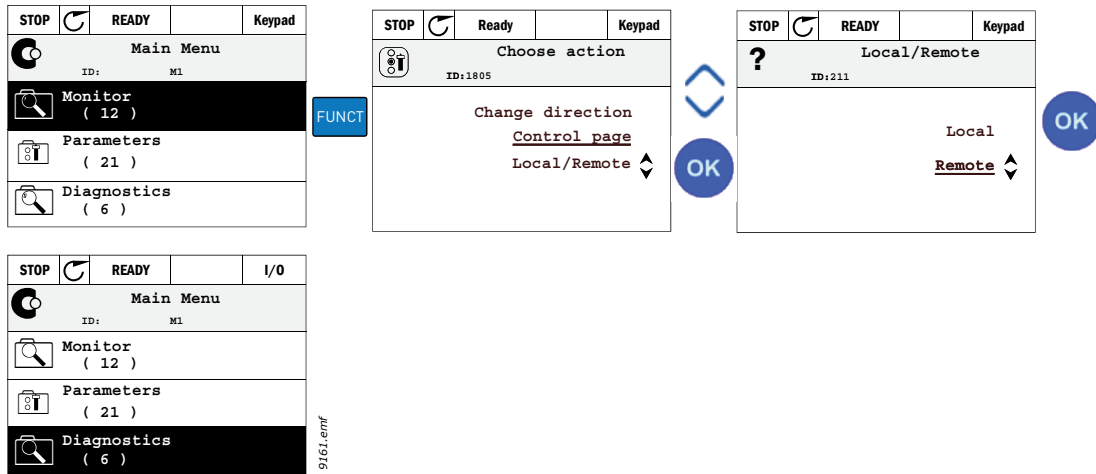 STOP READY Keypad
Main Menu
ID: M1
Monitor
( 12 )
Parameters
( 21 )
Diagnostics
( 6 )
FUNCT
STOP Ready Keypad
Choose action
ID:1805
Change direction
Control page
Local/Remote
OK
STOP READY Keypad
? Local/Remote
ID:211
Local
Remote
OK
STOP READY I/O
Main Menu
ID: M1
Monitor
( 12 )
Parameters
( 21 )
Diagnostics
( 6 )
9161.emf